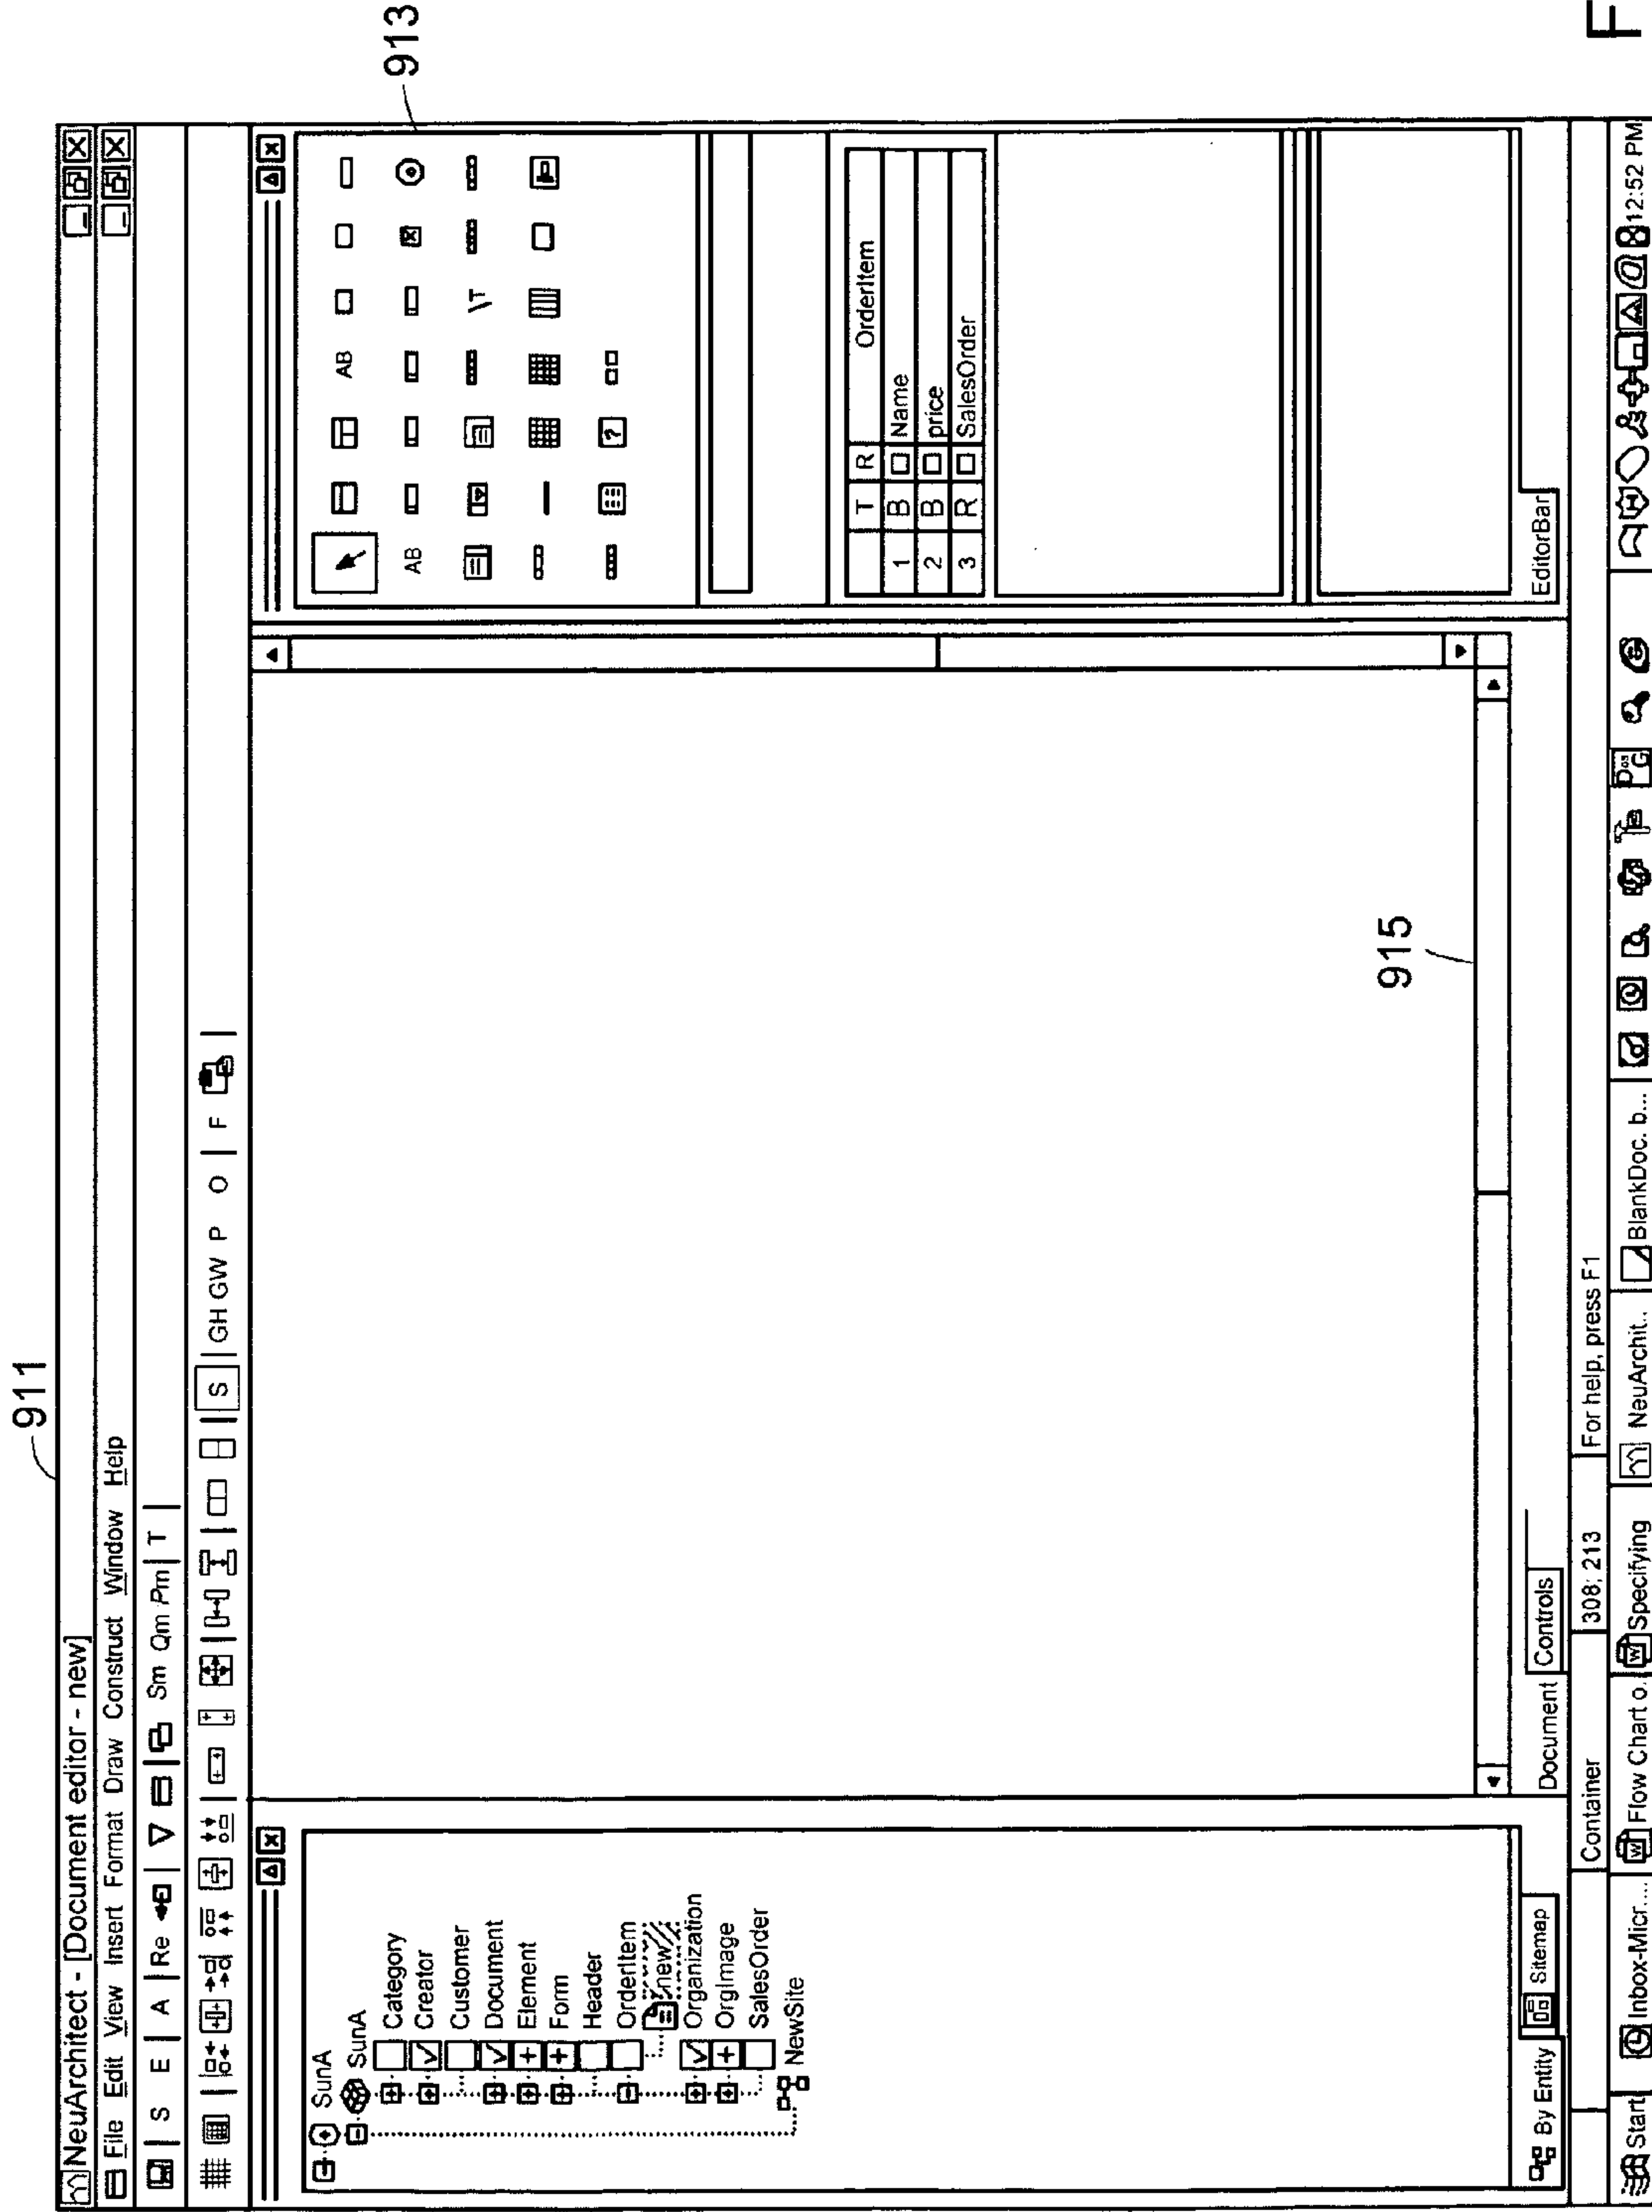 911
NeuArchitect - [Document editor - new]
File Edit View Insert Format Draw Construct Window Help
S E A Re Sm Qm Pm T
S GH GW P O F
SunA
SunA
Category
Creator
Customer
Document
Element
Form
Header
OrderItem
new
Organization
OrgImage
SalesOrder
NewSite
By Entity Sitemap
915
Document Controls
913
AB
AB
\T
?
T R OrderItem
1 B Name
2 B price
3 R SalesOrder
EditorBar
Container 308; 213 For help, press F1
Start Inbox-Micr.... Flow Chart o. Specifying NeuArchit.. BlankDoc. b... 12:52 PM
F